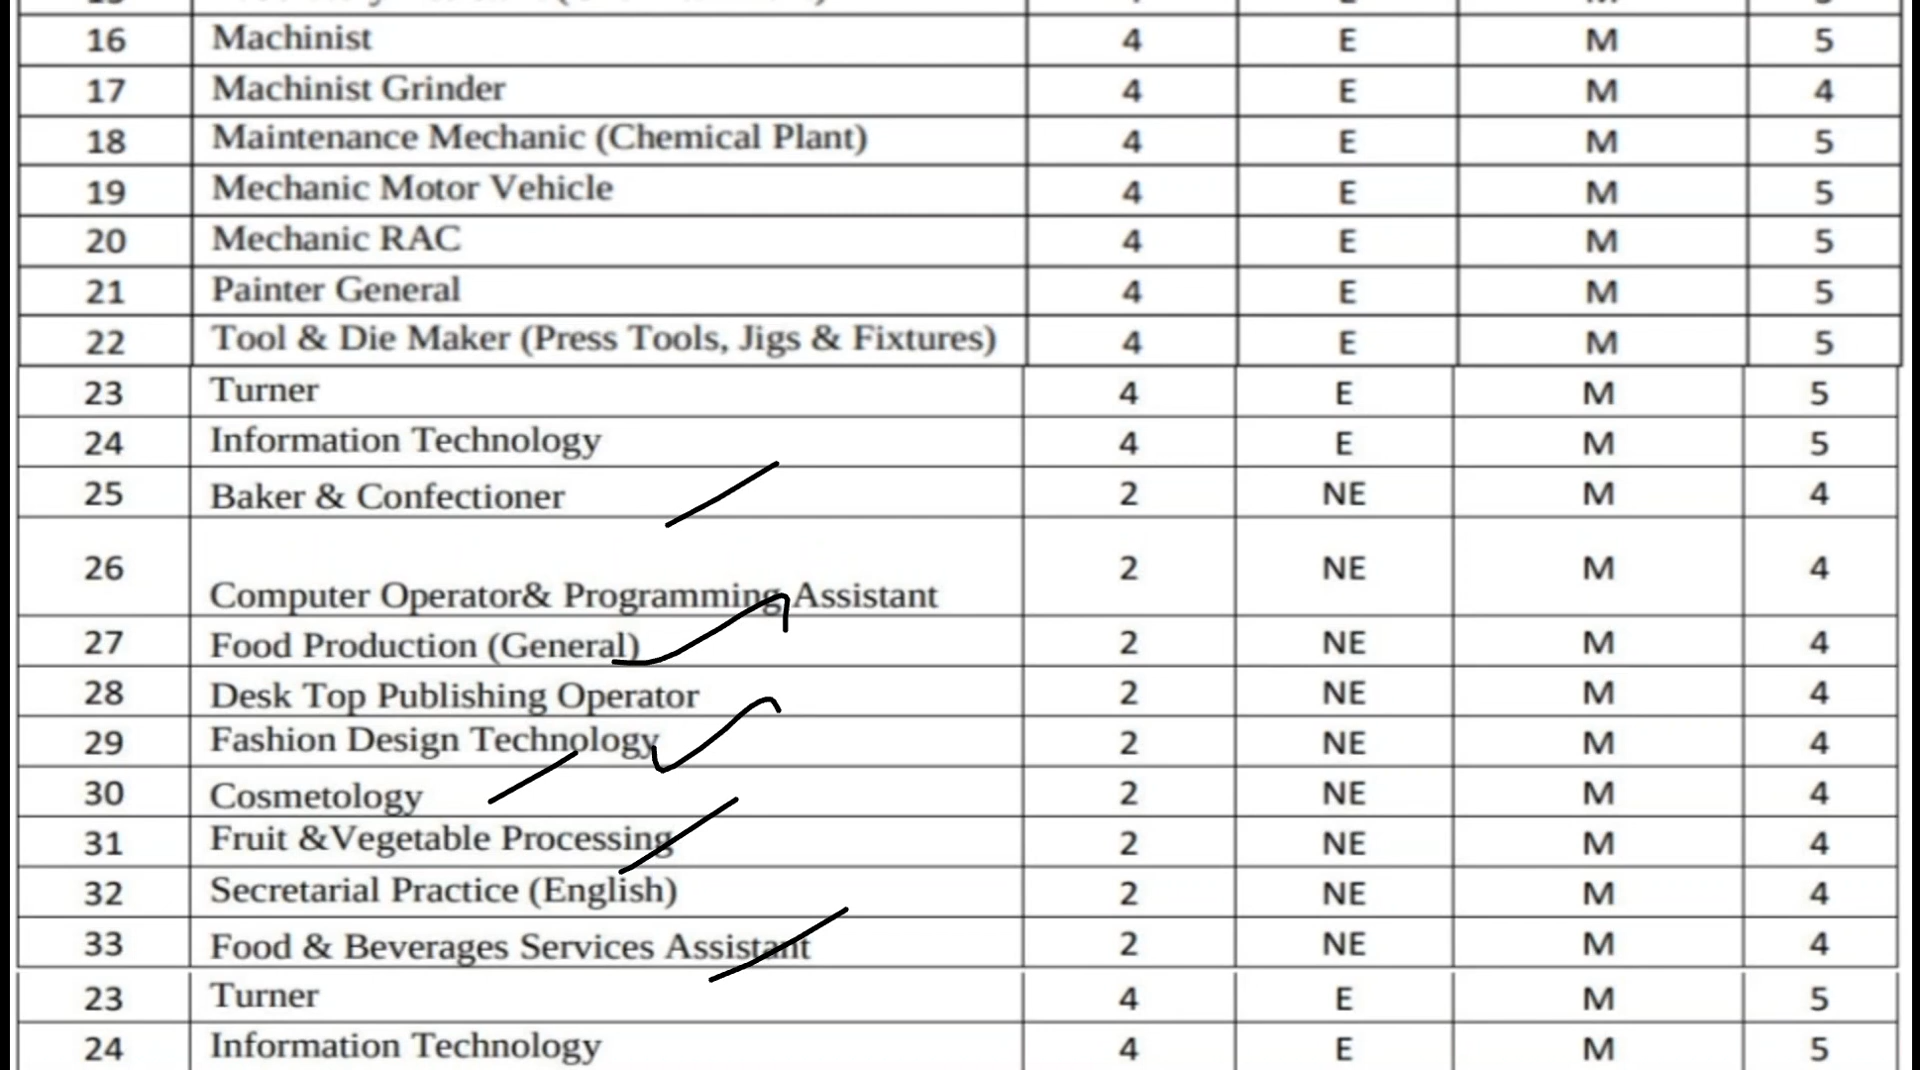 16 Machinist 4 E M 5
17 Machinist Grinder 4 E M 4
18 Maintenance Mechanic (Chemical Plant) 4 E M 5
19 Mechanic Motor Vehicle 4 E M 5
20 Mechanic RAC 4 E M 5
21 Painter General 4 E M 5
22 Tool & Die Maker (Press Tools, Jigs & Fixtures) 4 E M 5
23 Turner 4 E M 5
24 Information Technology 4 E M 5
25 Baker & Confectioner 2 NE M 4
26 Computer Operator& Programming Assistant 2 NE M 4
27 Food Production (General) 2 NE M 4
28 Desk Top Publishing Operator 2 NE M 4
29 Fashion Design Technology 2 NE M 4
30 Cosmetology 2 NE M 4
31 Fruit &Vegetable Processing 2 NE M 4
32 Secretarial Practice (English) 2 NE M 4
33 Food & Beverages Services Assistant 2 NE M 4
23 Turner 4 E M 5
24 Information Technology 4 E M 5